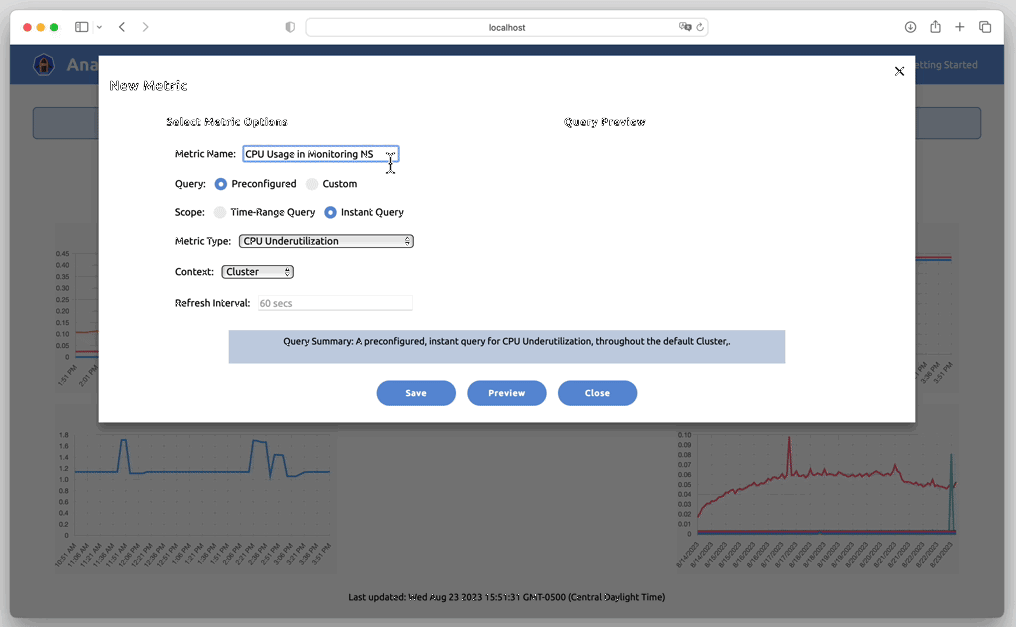 localhost
Ana
etting Started
New Metric
Select Metric Options
Query Preview
Metric Name: CPU Usage in Monitoring NS
Query: Preconfigured Custom
Scope: Time-Range Query Instant Query
Metric Type: CPU Underutilization
Context: Cluster
Refresh Interval: 60 secs
Query Summary: A preconfigured, instant query for CPU Underutilization, throughout the default Cluster,.
Save Preview Close
0.45
0.40
0.35
0.30
0.25
0.20
0.15
0.10
0.05
0
1:51 PM
2:01 PM
3:36 PM
3:51 PM
1.8
1.6
1.4
1.2
1.0
0.8
0.6
0.4
0.2
0
10:51 AM
11:06 AM
11:21 AM
11:36 AM
11:51 AM
12:06 PM
12:21 PM
12:36 PM
12:51 PM
1:06 PM
1:21 PM
1:36 PM
1:51 PM
2:06 PM
2:21 PM
2:36 PM
2:51 PM
3:06 PM
3:21 PM
3:36 PM
3:51 PM
0.10
0.09
0.08
0.07
0.06
0.05
0.04
0.03
0.02
0.01
0
8/14/2023
8/14/2023
8/15/2023
8/15/2023
8/16/2023
8/16/2023
8/17/2023
8/17/2023
8/18/2023
8/18/2023
8/19/2023
8/20/2023
8/20/2023
8/21/2023
8/21/2023
8/22/2023
8/22/2023
8/23/2023
Last updated: Wed Aug 23 2023 15:51:31 GMT-0500 (Central Daylight Time)